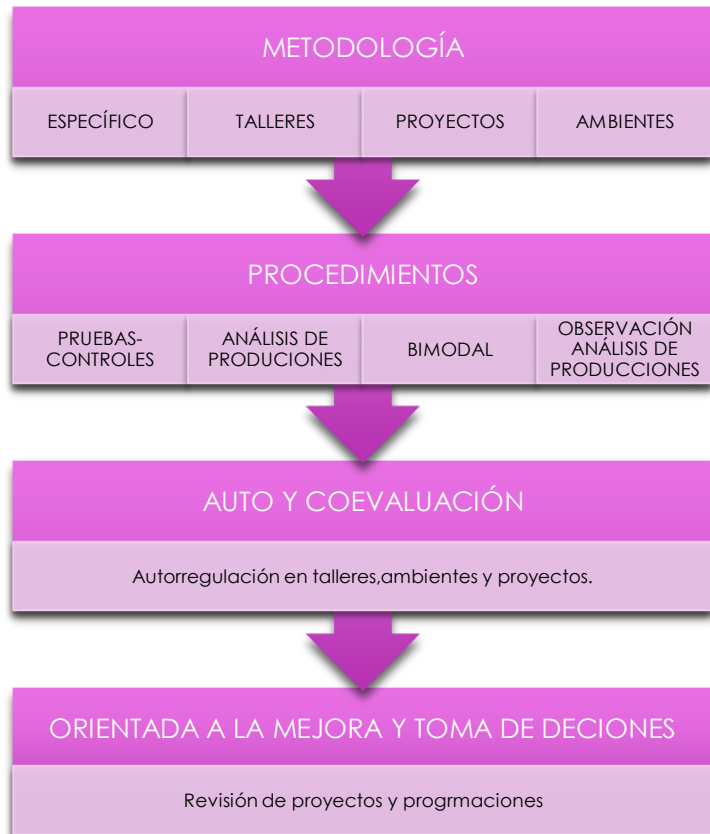 METODOLOGÍA
ESPECÍFICO
TALLERES
PROYECTOS
AMBIENTES
PROCEDIMIENTOS
PRUEBAS-
CONTROLES
ANÁLISIS DE
PRODUCIONES
BIMODAL
OBSERVACIÓN
ANÁLISIS DE
PRODUCCIONES
AUTO Y COEVALUACIÓN
Autorregulación en talleres,ambientes y proyectos.
ORIENTADA A LA MEJORA Y TOMA DE DECIONES
Revisión de proyectos y progrmaciones